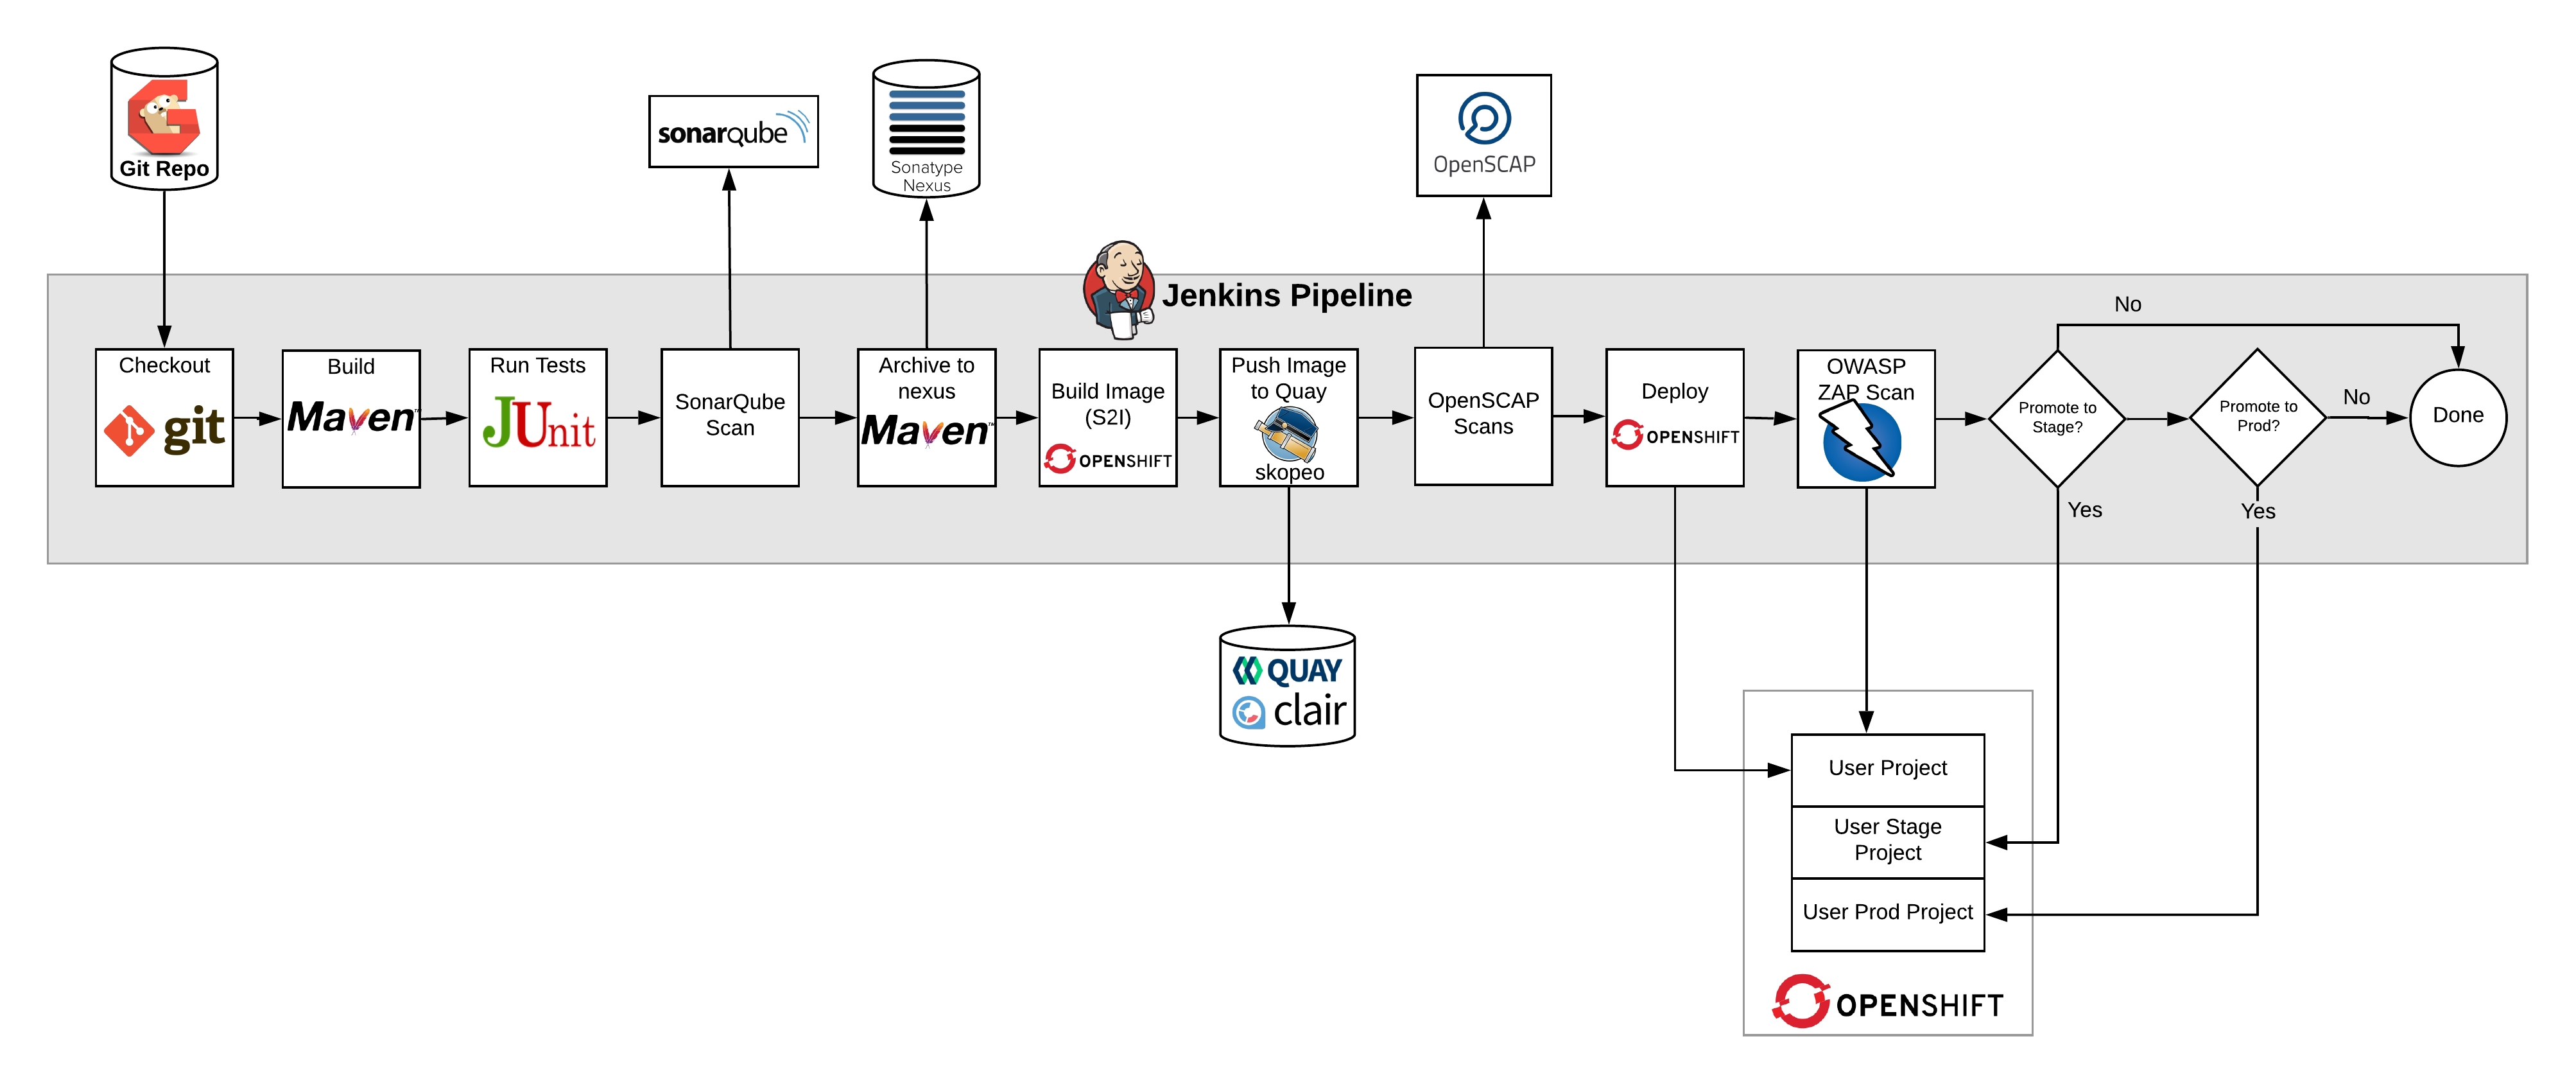 Git Repo
sonarqube
Sonatype
Nexus
OpenSCAP
Jenkins Pipeline
No
Checkout
git
Build
Maven™
Run Tests
JUnit
SonarQube
Scan
Archive to
nexus
Maven™
Build Image
(S2I)
OPENSHIFT
Push Image
to Quay
skopeo
OpenSCAP
Scans
Deploy
OPENSHIFT
OWASP
ZAP Scan
Promote to
Stage?
Promote to
Prod?
No
Done
Yes
Yes
QUAY
clair
User Project
User Stage
Project
User Prod Project
OPENSHIFT